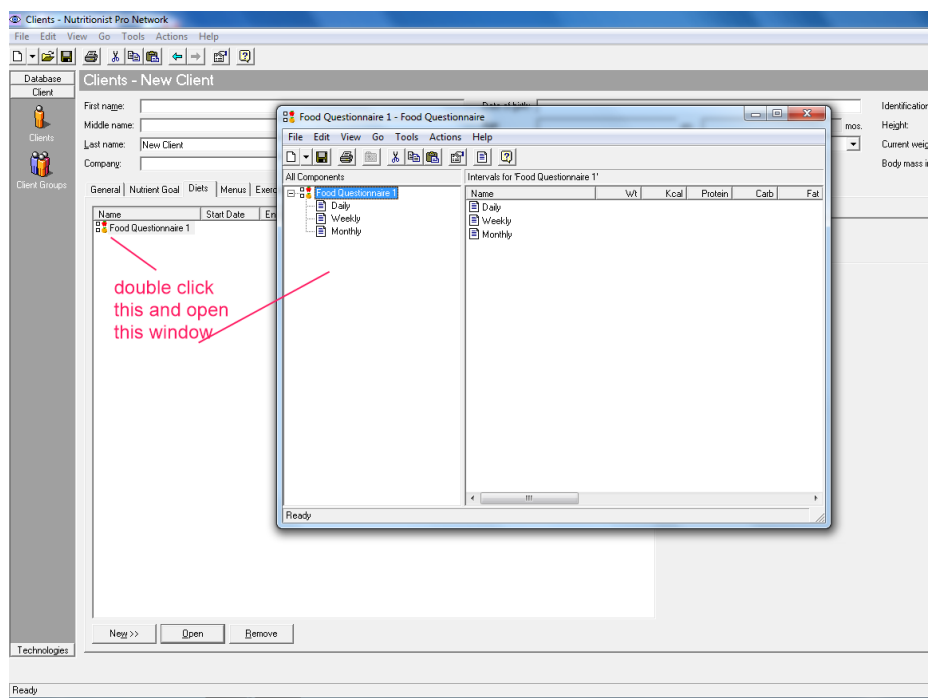 Clients - Nutritionist Pro Network
File Edit View Go Tools Actions Help
Database
Clients - New Client
Client
First name:
Identification
Middle name:
mos.
Height:
Last name: New Client
Current weig
Company:
Body mass i
Clients
Client Groups
General Nutrient Goal Diets Menus Exerc
Name Start Date En
Food Questionnaire 1
Food Questionnaire 1 - Food Questionnaire
File Edit View Go Tools Actions Help
All Components
Food Questionnaire 1
Daily
Weekly
Monthly
Intervals for 'Food Questionnaire 1'
Name Wt Kcal Protein Carb Fat
Daily
Weekly
Monthly
Ready
double click
this and open
this window
New >> Open Remove
Technologies
Ready